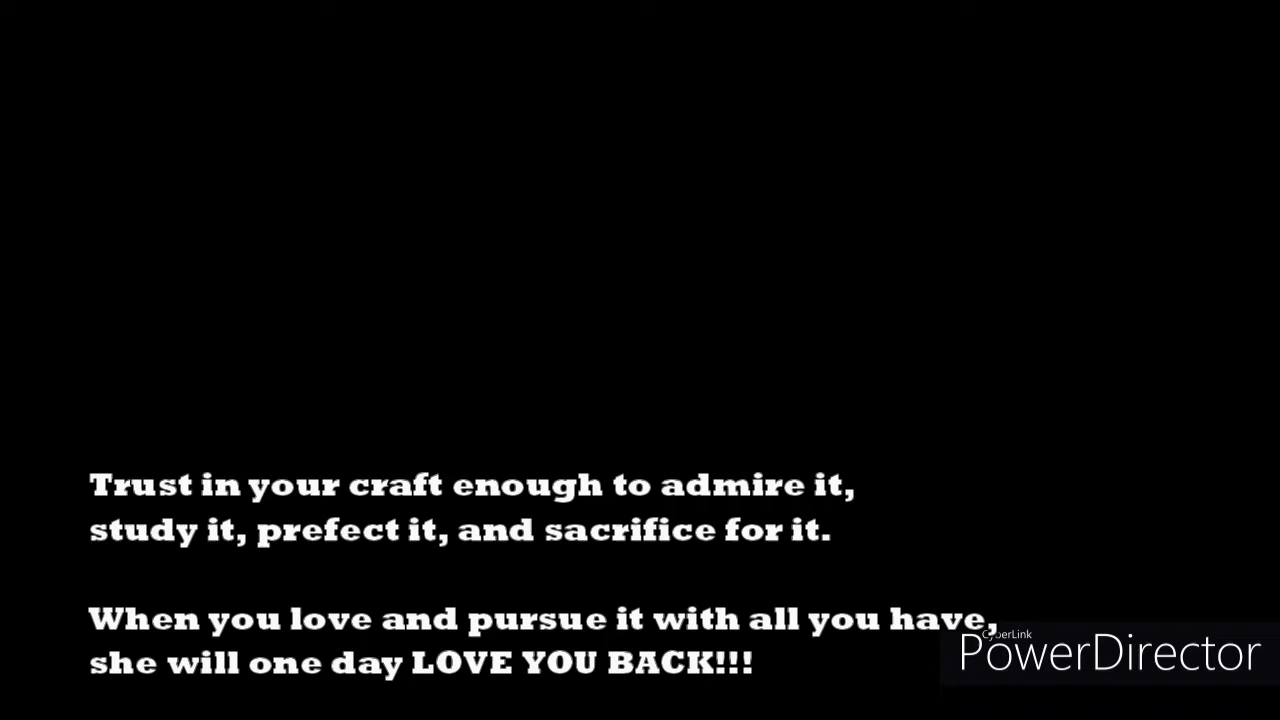 Trust in your craft enough to admire it,
study it, prefect it, and sacrifice for it.
When you love and pursue it with all you have,
she will one day LOVE YOU BACK!!!
CyberLink
PowerDirector